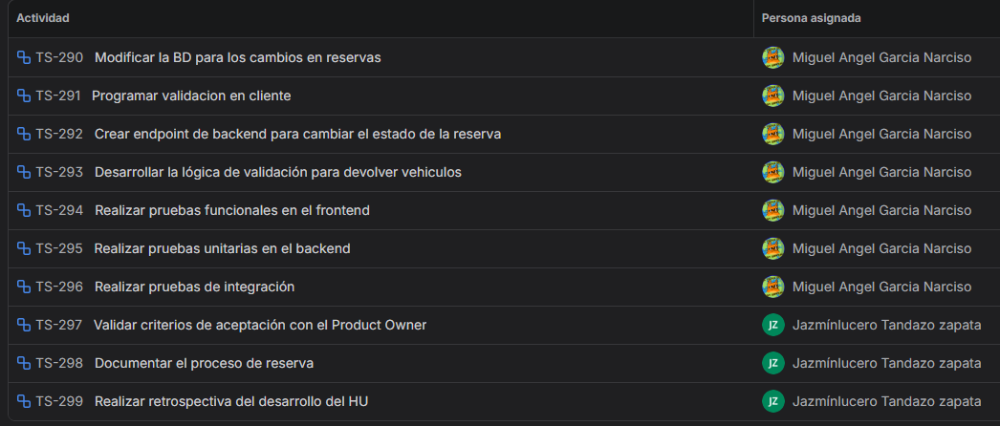 Actividad Persona asignada
TS-290 Modificar la BD para los cambios en reservas Miguel Angel Garcia Narciso
TS-291 Programar validacion en cliente Miguel Angel Garcia Narciso
TS-292 Crear endpoint de backend para cambiar el estado de la reserva Miguel Angel Garcia Narciso
TS-293 Desarrollar la lógica de validación para devolver vehiculos Miguel Angel Garcia Narciso
TS-294 Realizar pruebas funcionales en el frontend Miguel Angel Garcia Narciso
TS-295 Realizar pruebas unitarias en el backend Miguel Angel Garcia Narciso
TS-296 Realizar pruebas de integración Miguel Angel Garcia Narciso
TS-297 Validar criterios de aceptación con el Product Owner JZ Jazmínlucero Tandazo zapata
TS-298 Documentar el proceso de reserva JZ Jazmínlucero Tandazo zapata
TS-299 Realizar retrospectiva del desarrollo del HU JZ Jazmínlucero Tandazo zapata